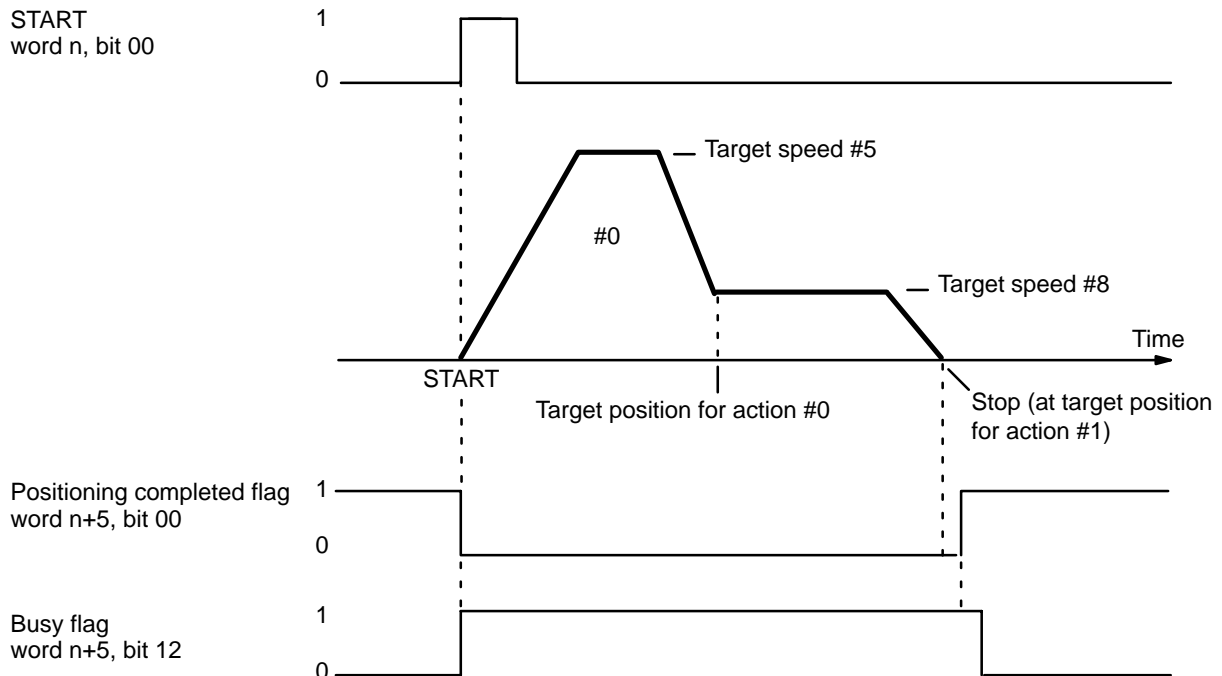 START
word n, bit 00
1
0
Target speed #5
#0
Target speed #8
Time
START
Target position for action #0
Stop (at target position
for action #1)
Positioning completed flag
word n+5, bit 00
1
0
Busy flag
word n+5, bit 12
1
0